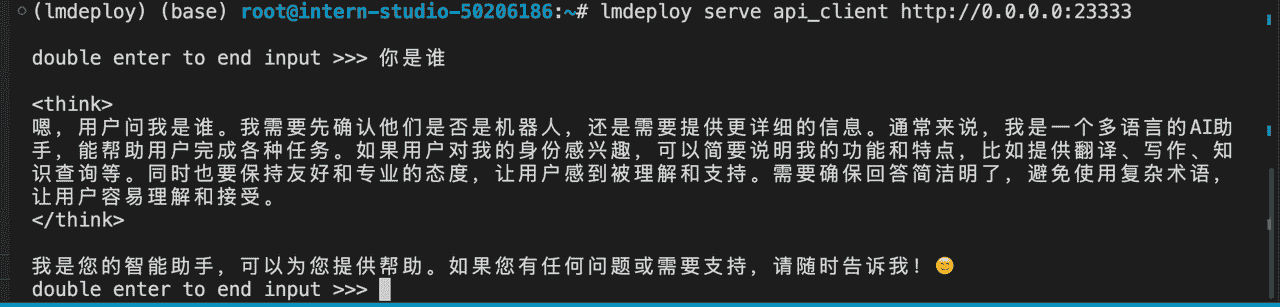 (lmdeploy) (base) root@intern-studio-50206186:~# lmdeploy serve api_client http://0.0.0.0:23333
double enter to end input >>> 你是谁
<think>
嗯，用户问我是谁。我需要先确认他们是否是机器人，还是需要提供更详细的信息。通常来说，我是一个多语言的AI助
手，能帮助用户完成各种任务。如果用户对我的身份感兴趣，可以简要说明我的功能和特点，比如提供翻译、写作、知
识查询等。同时也要保持友好和专业的态度，让用户感到被理解和支持。需要确保回答简洁明了，避免使用复杂术语，
让用户容易理解和接受。
</think>
我是您的智能助手，可以为您提供帮助。如果您有任何问题或需要支持，请随时告诉我！😊
double enter to end input >>>